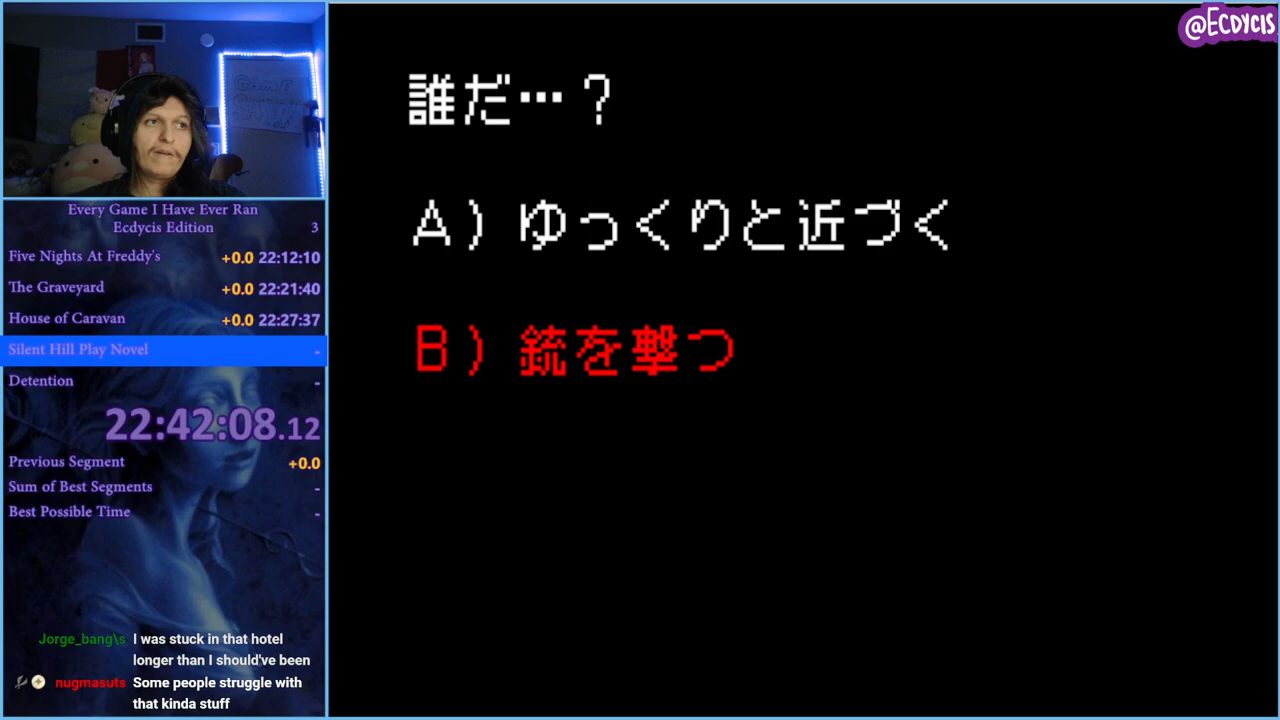 @ECDYCIS
誰だ…？
A）ゆっくりと近づく
B）銃を撃つ
Every Game I Have Ever Ran
Ecdycis Edition 3
Five Nights At Freddy's +0.0 22:12:10
The Graveyard +0.0 22:21:40
House of Caravan +0.0 22:27:37
Silent Hill Play Novel -
Detention -
22:42:08.12
Previous Segment +0.0
Sum of Best Segments -
Best Possible Time -
Jorge_bang\s I was stuck in that hotel
longer than I should've been
nugmasuts Some people struggle with
that kinda stuff